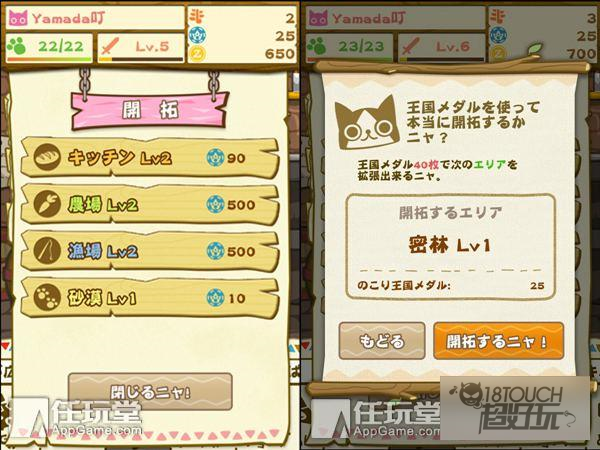 Yamada叮
2
22/22
Lv.5
25
650
開拓
キッチン Lv2
90
農場 Lv2
500
漁場 Lv2
500
砂漠 Lv1
10
閉じるニャ!
任玩堂
AppGame.com
Yamada叮
3
23/23
Lv.6
25
700
王国メダルを使って
本当に開拓するか
ニャ?
王国メダル40枚で次のエリアを
拡張出来るニャ。
開拓するエリア
密林 Lv1
のこり王国メダル: 25
もどる
開拓するニャ!
任玩堂
AppGame.com
18TOUCH
超好玩